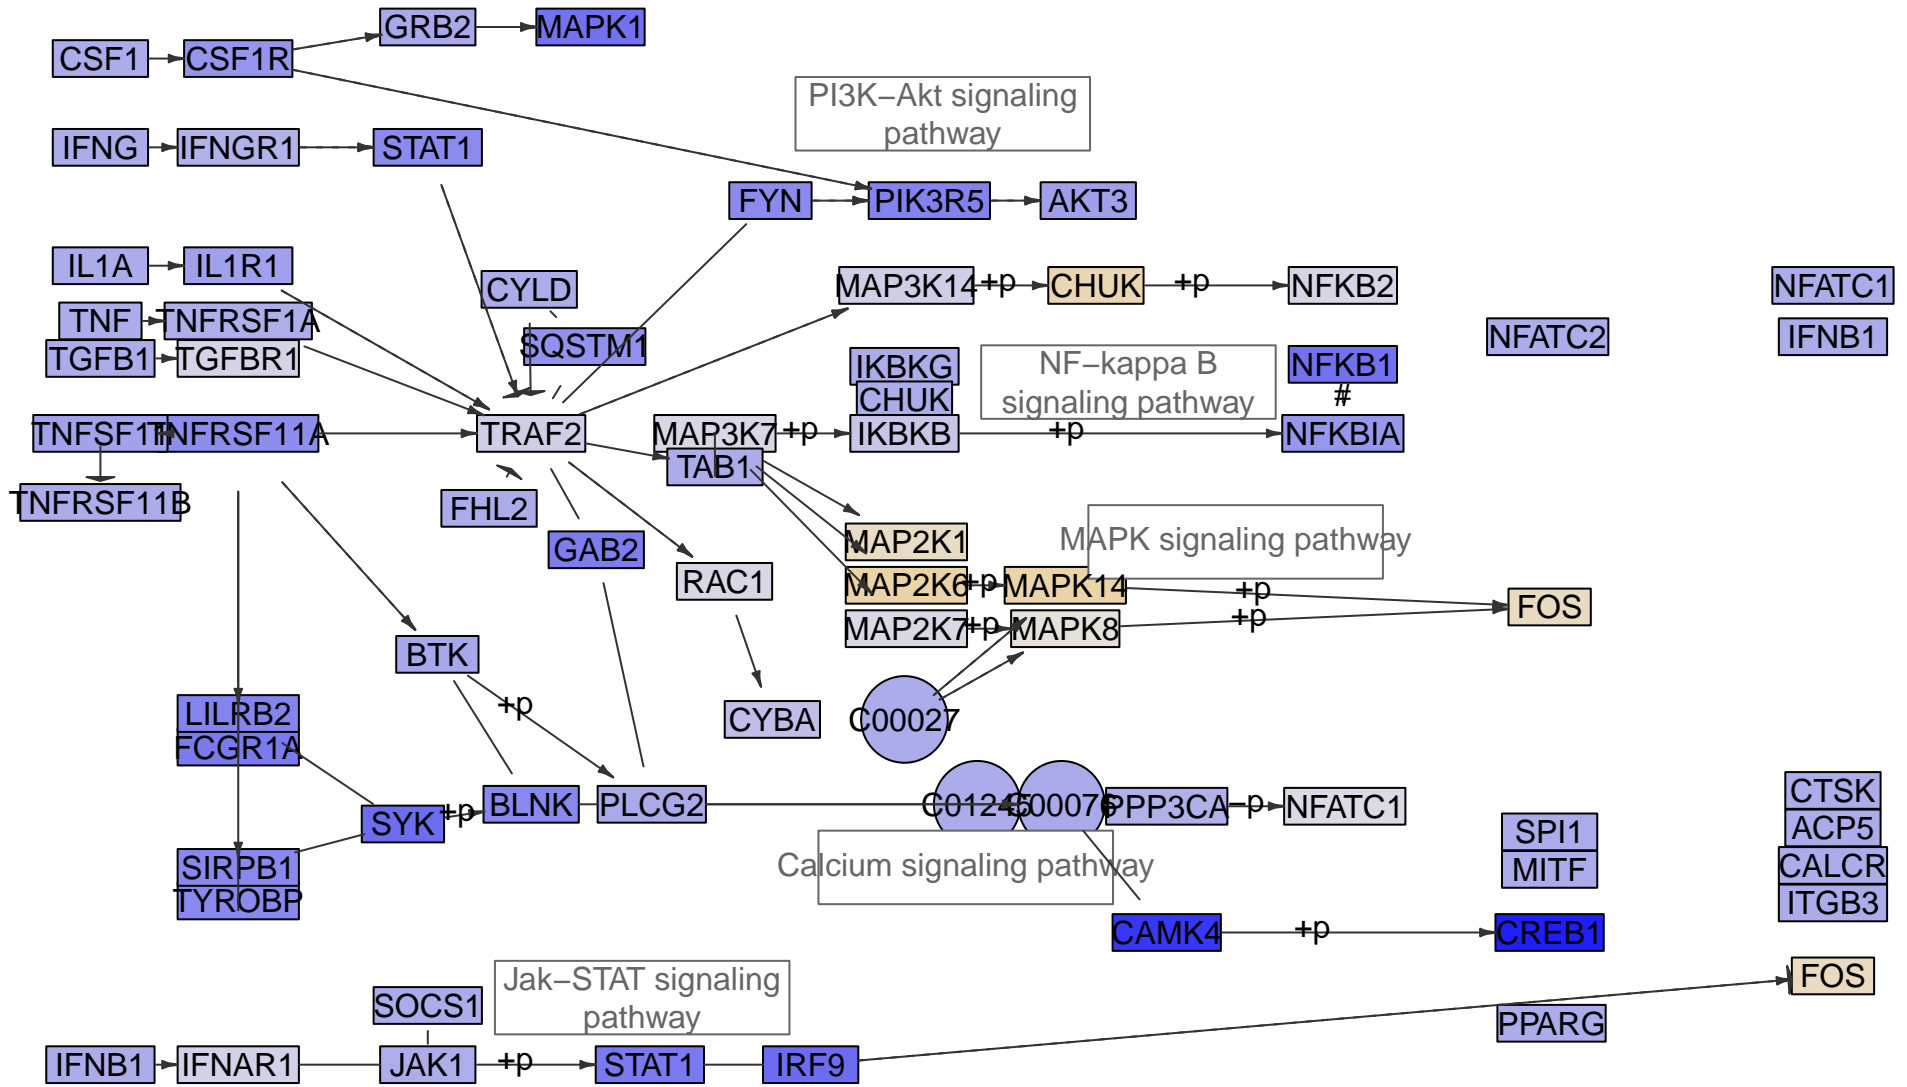 GRB2
MAPK1
CSF1
CSF1R
PI3K−Akt signaling
pathway
IFNG
IFNGR1
STAT1
FYN
PIK3R5
AKT3
IL1A
IL1R1
CYLD
MAP3K14
+p
CHUK
+p
NFKB2
NFATC1
TNF
TNFRSF1A
SQSTM1
NFATC2
IFNB1
TGFB1
TGFBR1
IKBKG
NF−kappa B
signaling pathway
NFKB1
#
CHUK
TNFRSF11A
TRAF2
MAP3K7
+p
IKBKB
+p
NFKBIA
TAB1
TNFRSF11B
FHL2
GAB2
MAP2K1
MAPK signaling pathway
RAC1
MAP2K6
+p
MAPK14
+p
FOS
MAP2K7
+p
MAPK8
+p
BTK
+p
LILRB2
FCGR1A
CYBA
C00027
SYK
+p
BLNK
PLCG2
C01245
C00076
PPP3CA
−p
NFATC1
CTSK
SPI1
ACP5
SIRPB1
TYROBP
Calcium signaling pathway
MITF
CALCR
ITGB3
CAMK4
+p
CREB1
Jak−STAT signaling
pathway
FOS
SOCS1
PPARG
IFNB1
IFNAR1
JAK1
+p
STAT1
IRF9